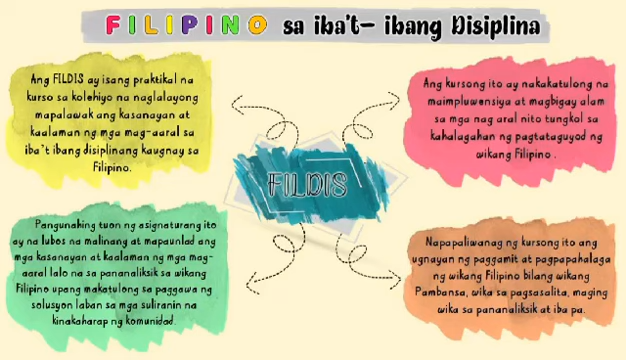 FILIPINO sa iba't- ibang Disiplina
Ang FILDIS ay isang praktikal na
kurso sa kolehiyo na naglalayong
mapalawak ang kasanayan at
kaalaman ng mga mag-aaral sa
iba't ibang disiplinang kaugnay sa
Filipino.
Ang kursong ito ay nakakatulong na
maimpluwensiya at magbigay alam
sa mga nag aral nito tungkol sa
kahalagahan ng pagtataguyod ng
wikang Filipino .
FILDIS
Pangunahing tuon ng asignaturang ito
ay na lubos na malinang at mapaunlad ang
mga kasanayan at kaalaman ng mga mag-
aaral lalo na sa pananaliksik sa wikang
Filipino upang makatulong sa paggawa ng
solusyon laban sa mga suliranin na
kinakaharap ng komunidad.
Napapaliwanag ng kursong ito ang
ugnayan ng paggamit at pagpapahalaga
ng wikang Filipino bilang wikang
Pambansa, wika sa pagsasalita, maging
wika sa pananaliksik at iba pa.